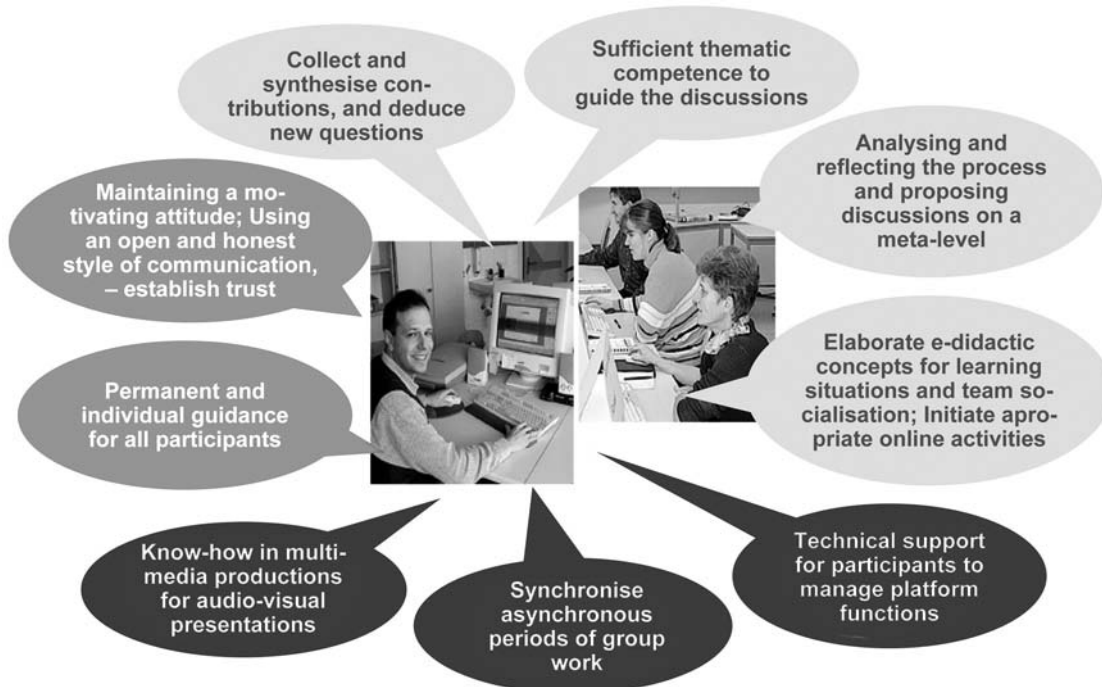 Collect and
synthesise con-
tributions, and deduce
new questions
Sufficient thematic
competence to
guide the discussions
Analysing and
reflecting the process
and proposing
discussions on a
meta-level
Maintaining a mo-
tivating attitude; Using
an open and honest
style of communication,
– establish trust
Elaborate e-didactic
concepts for learning
situations and team so-
cialisation; Initiate apro-
priate online activities
Permanent and
individual guidance
for all participants
Know-how in multi-
media productions
for audio-visual
presentations
Synchronise
asynchronous
periods of group
work
Technical support
for participants to
manage platform
functions